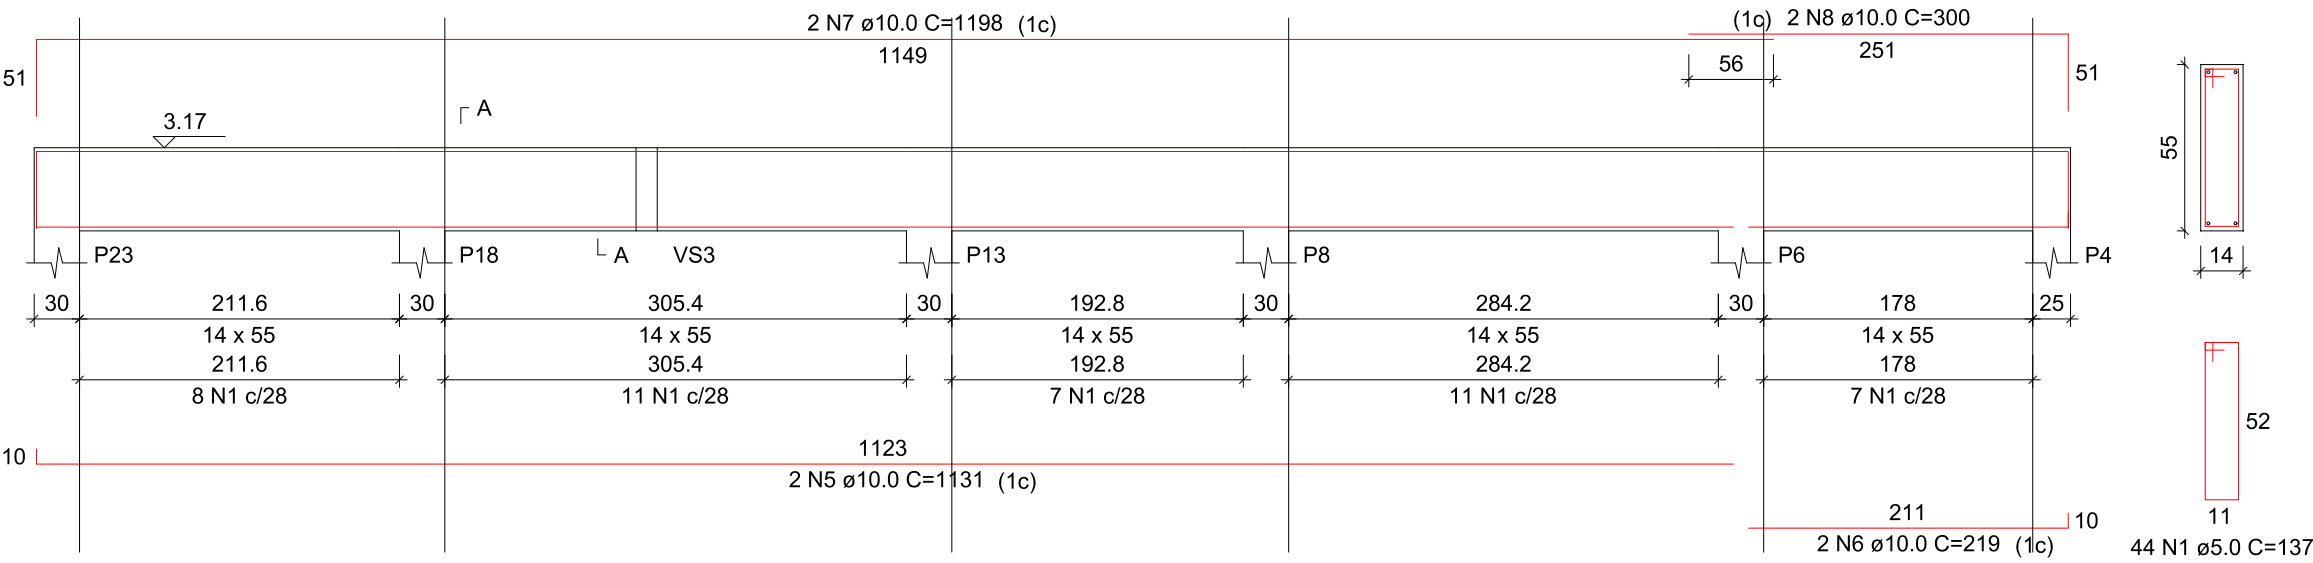 2 N7 ø10.0 C=1198 (1c)
(1c) 2 N8 ø10.0 C=300
1149
251
56
51
51
A
3.17
55
14
A
VS3
P23
P18
P13
P8
P6
P4
30 211.6 30 305.4 30 192.8 30 284.2 30 178 25
14 x 55 14 x 55 14 x 55 14 x 55 14 x 55
211.6 305.4 192.8 284.2 178
8 N1 c/28 11 N1 c/28 7 N1 c/28 11 N1 c/28 7 N1 c/28
52
10
1123
2 N5 ø10.0 C=1131 (1c)
211
10
2 N6 ø10.0 C=219 (1c)
11
44 N1 ø5.0 C=137